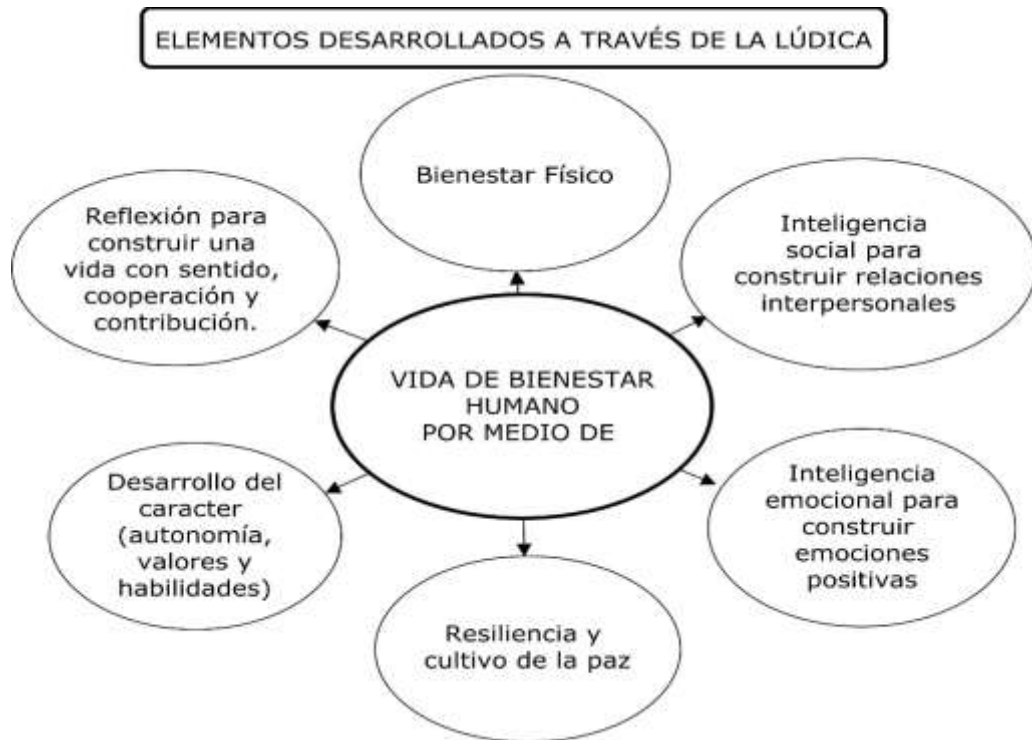 ELEMENTOS DESARROLLADOS A TRAVÉS DE LA LÚDICA
Bienestar Físico
Reflexión para
construir una
vida con sentido,
cooperación y
contribución.
Inteligencia
social para
construir relaciones
interpersonales
VIDA DE BIENESTAR
HUMANO
POR MEDIO DE
Desarrollo del
caracter
(autonomía,
valores y
habilidades)
Inteligencia
emocional para
construir
emociones
positivas
Resiliencia y
cultivo de la paz